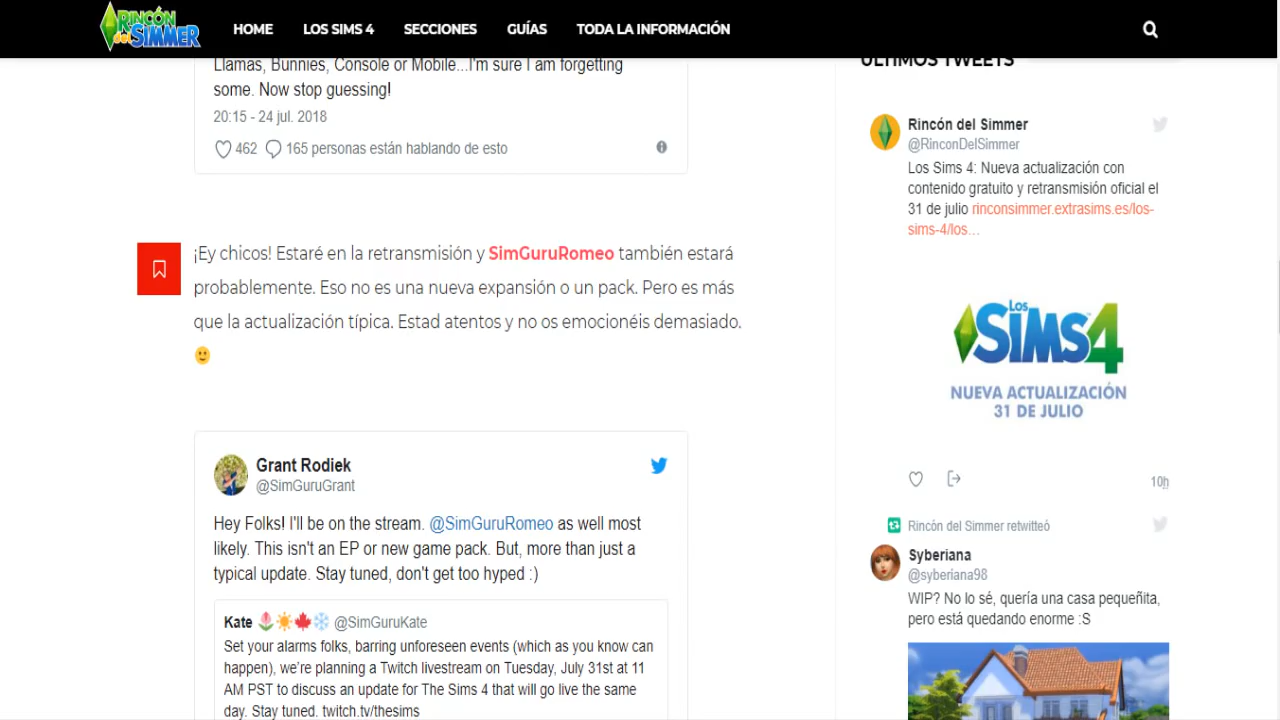 RINCÓN
del SIMMER
HOME
LOS SIMS 4
SECCIONES
GUÍAS
TODA LA INFORMACIÓN
Llamas, Bunnies, Console or Mobile...I'm sure I am forgetting
some. Now stop guessing!
20:15 - 24 jul. 2018
462
165 personas están hablando de esto
¡Ey chicos! Estaré en la retransmisión y SimGuruRomeo también estará
probablemente. Eso no es una nueva expansión o un pack. Pero es más
que la actualización típica. Estad atentos y no os emocionéis demasiado.
🙂
Grant Rodiek
@SimGuruGrant
Hey Folks! I'll be on the stream. @SimGuruRomeo as well most
likely. This isn't an EP or new game pack. But, more than just a
typical update. Stay tuned, don't get too hyped :)
Kate 🌷☀️🍁❄️ @SimGuruKate
Set your alarms folks, barring unforeseen events (which as you know can
happen), we're planning a Twitch livestream on Tuesday, July 31st at 11
AM PST to discuss an update for The Sims 4 that will go live the same
day. Stay tuned. twitch.tv/thesims
ÚLTIMOS TWEETS
Rincón del Simmer
@RinconDelSimmer
Los Sims 4: Nueva actualización con
contenido gratuito y retransmisión oficial el
31 de julio rinconsimmer.extrasims.es/los-
sims-4/los...
Los SIMS 4
NUEVA ACTUALIZACIÓN
31 DE JULIO
10h
Rincón del Simmer retwitteó
Syberiana
@syberiana98
WIP? No lo sé, quería una casa pequeñita,
pero está quedando enorme :S